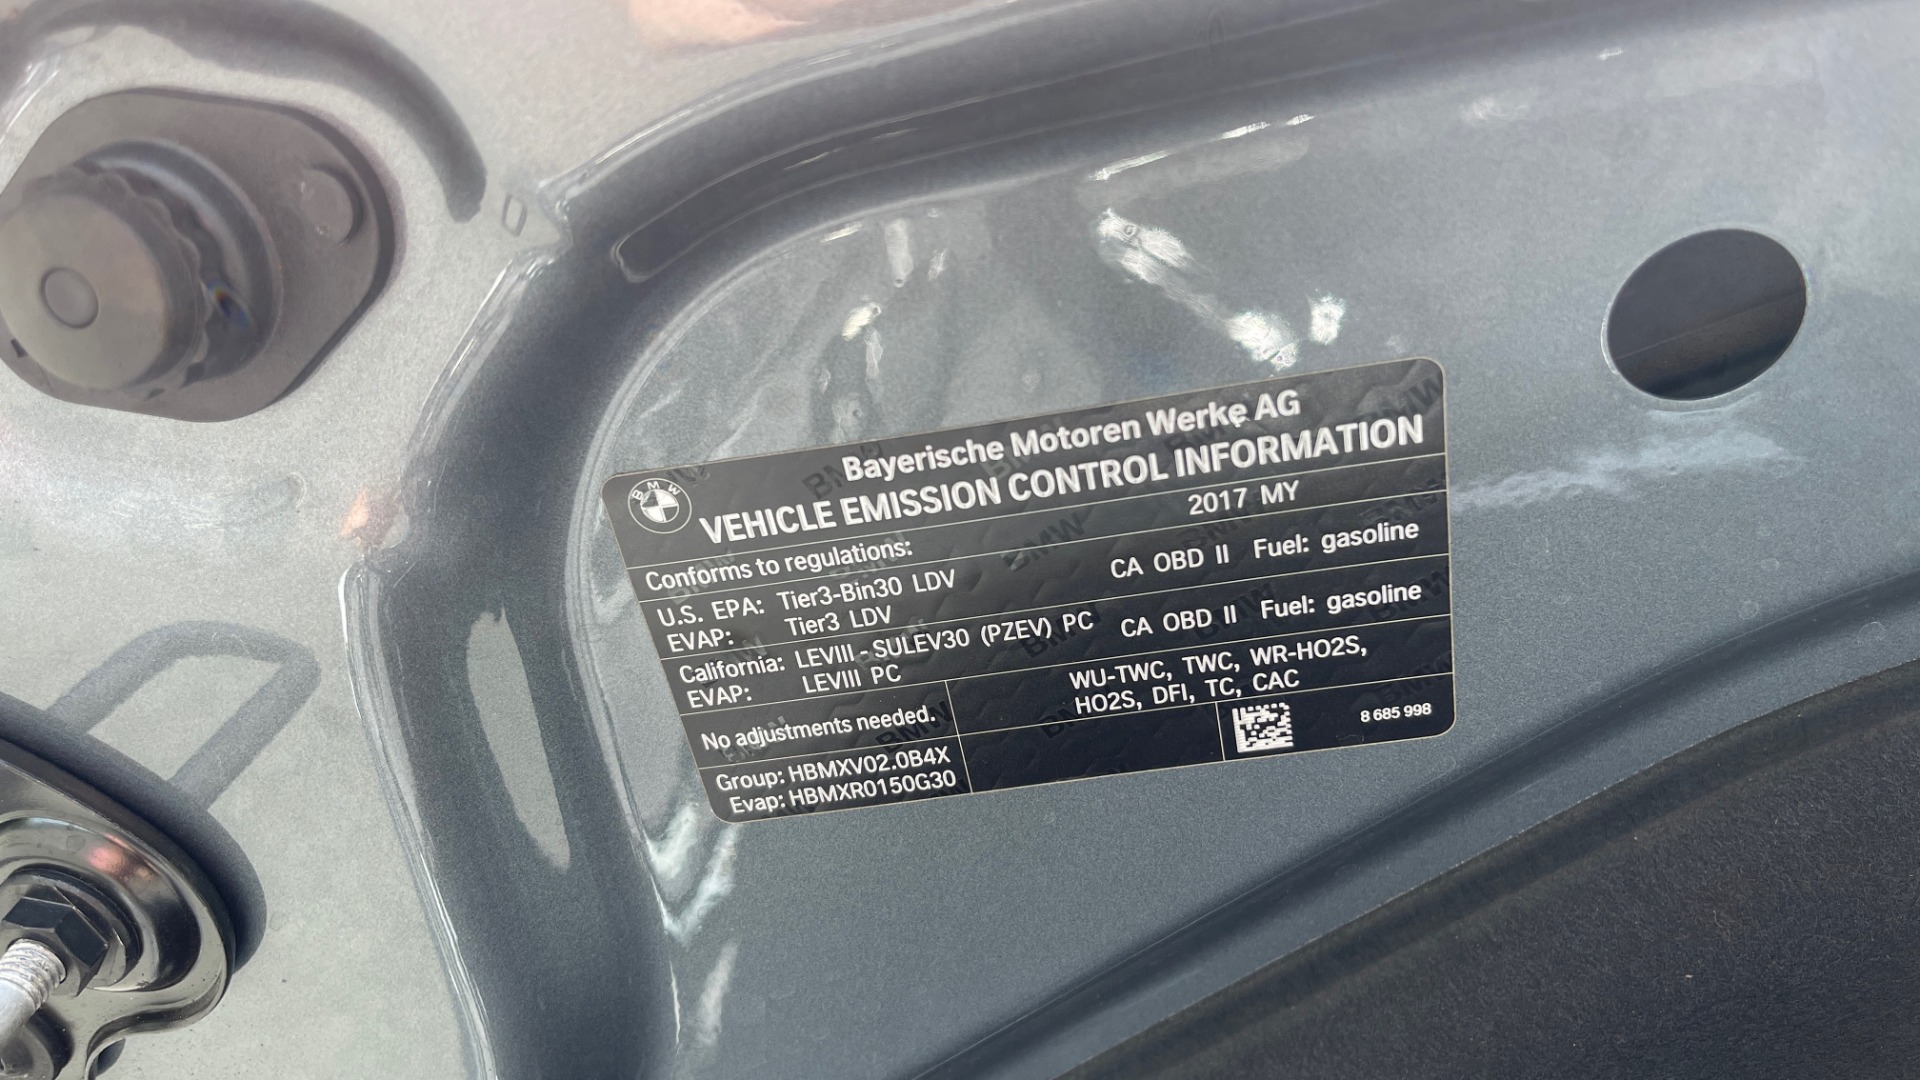 BMW
Bayerische Motoren Werke AG
VEHICLE EMISSION CONTROL INFORMATION
Conforms to regulations: 2017 MY
U.S. EPA: Tier3-Bin30 LDV CA OBD II Fuel: gasoline
EVAP: Tier3 LDV
California: LEVIII - SULEV30 (PZEV) PC CA OBD II Fuel: gasoline
EVAP: LEVIII PC
No adjustments needed. WU-TWC, TWC, WR-HO2S,
HO2S, DFI, TC, CAC
Group: HBMXV02.0B4X
Evap: HBMXR0150G30
8 685 998